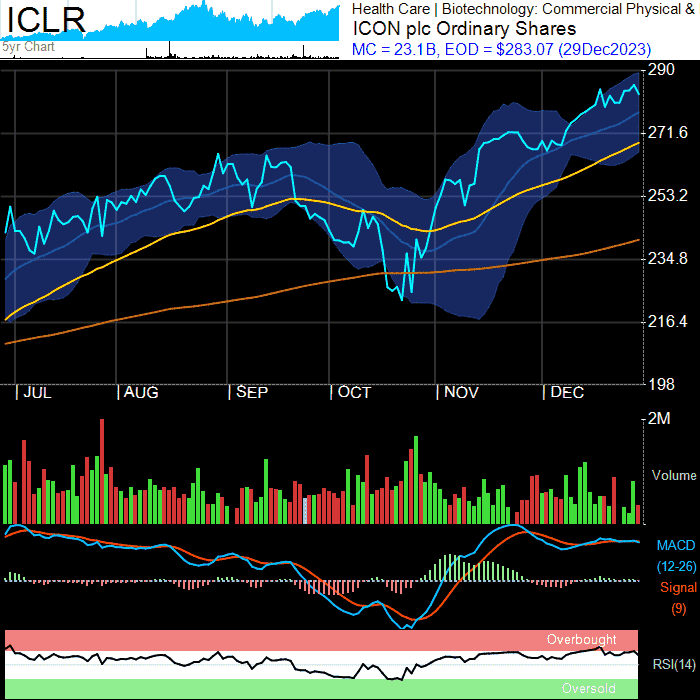 ICLR
5yr Chart
Health Care | Biotechnology: Commercial Physical &
ICON plc Ordinary Shares
MC = 23.1B, EOD = $283.07 (29Dec2023)
290
271.6
253.2
234.8
216.4
198
| JUL | AUG | SEP | OCT | NOV | DEC
2M
Volume
MACD
(12-26)
Signal
(9)
Overbought
RSI(14)
Oversold